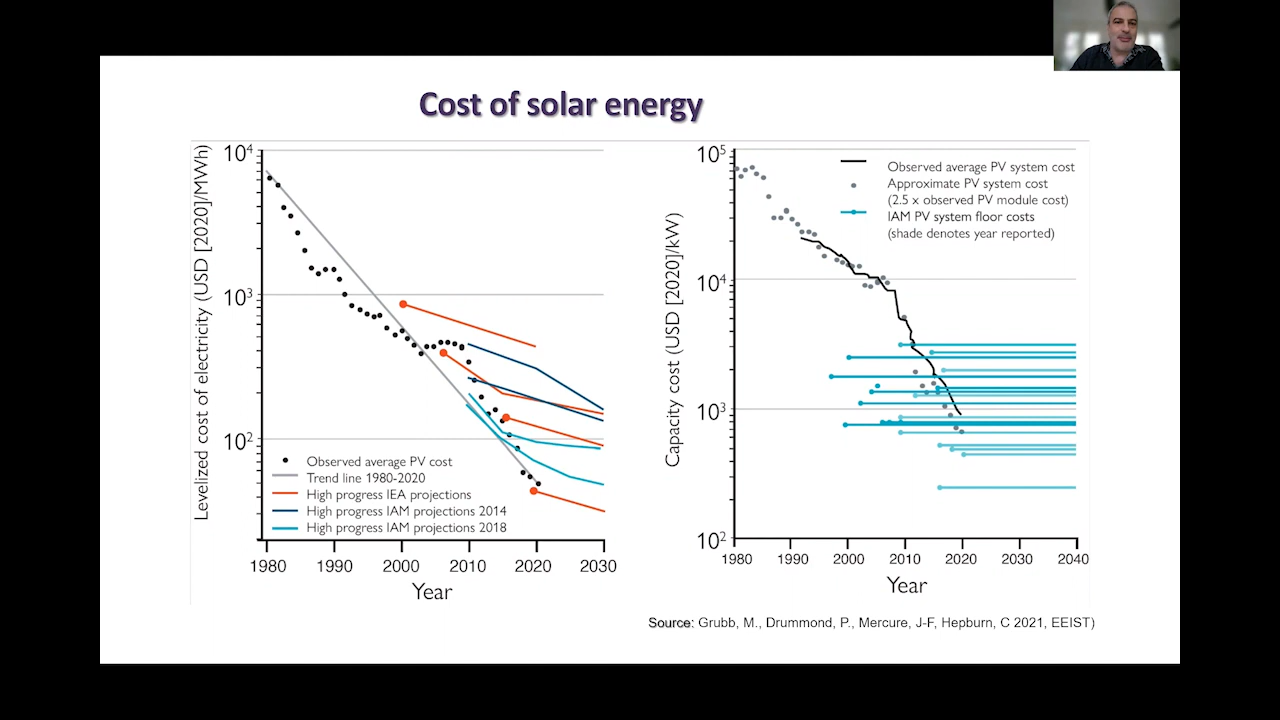 Cost of solar energy
Levelized cost of electricity (USD [2020]/MWh)
10⁴
10³
10²
Observed average PV cost
Trend line 1980-2020
High progress IEA projections
High progress IAM projections 2014
High progress IAM projections 2018
1980 1990 2000 2010 2020 2030
Year
Capacity cost (USD [2020]/kW)
10⁵
10⁴
10³
10²
Observed average PV system cost
Approximate PV system cost
(2.5 x observed PV module cost)
IAM PV system floor costs
(shade denotes year reported)
1980 1990 2000 2010 2020 2030 2040
Year
Source: Grubb, M., Drummond, P., Mercure, J-F, Hepburn, C 2021, EEIST)